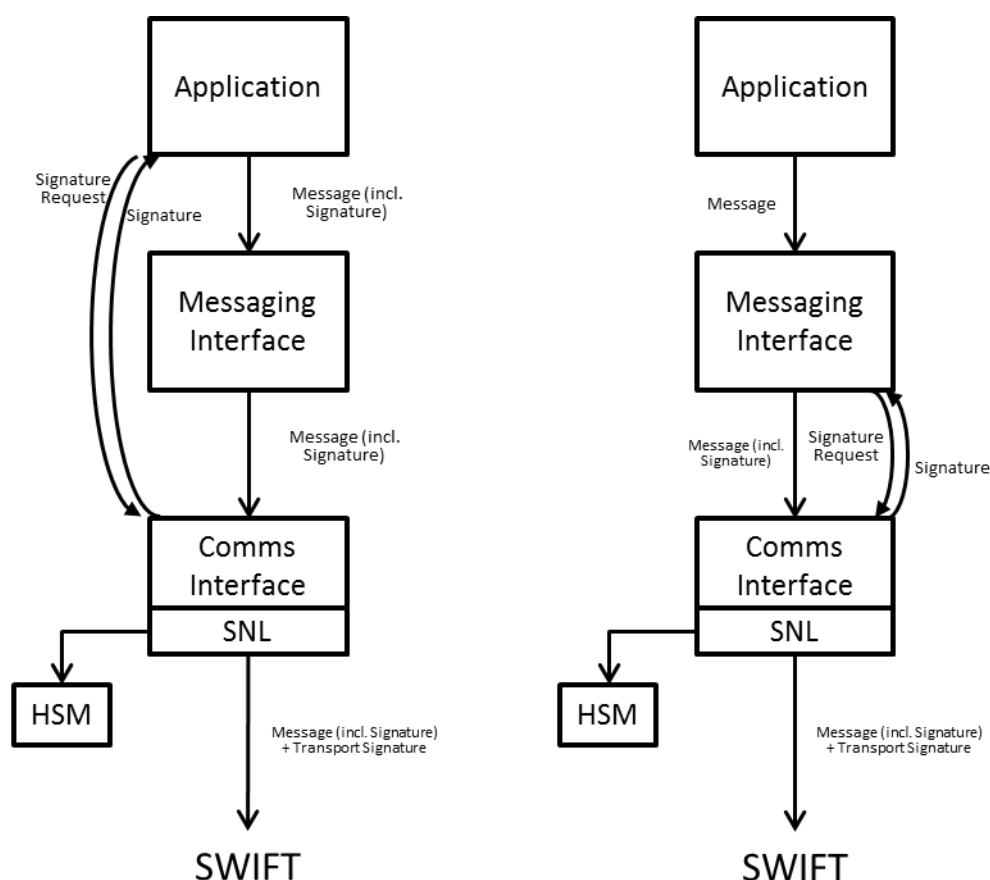 Application
Signature
Request
Signature
Message (incl.
Signature)
Messaging
Interface
Message (incl.
Signature)
Comms
Interface
SNL
HSM
Message (incl. Signature)
+ Transport Signature
SWIFT
Application
Message
Messaging
Interface
Message (incl.
Signature)
Signature
Request
Signature
Comms
Interface
SNL
HSM
Message (incl. Signature)
+ Transport Signature
SWIFT